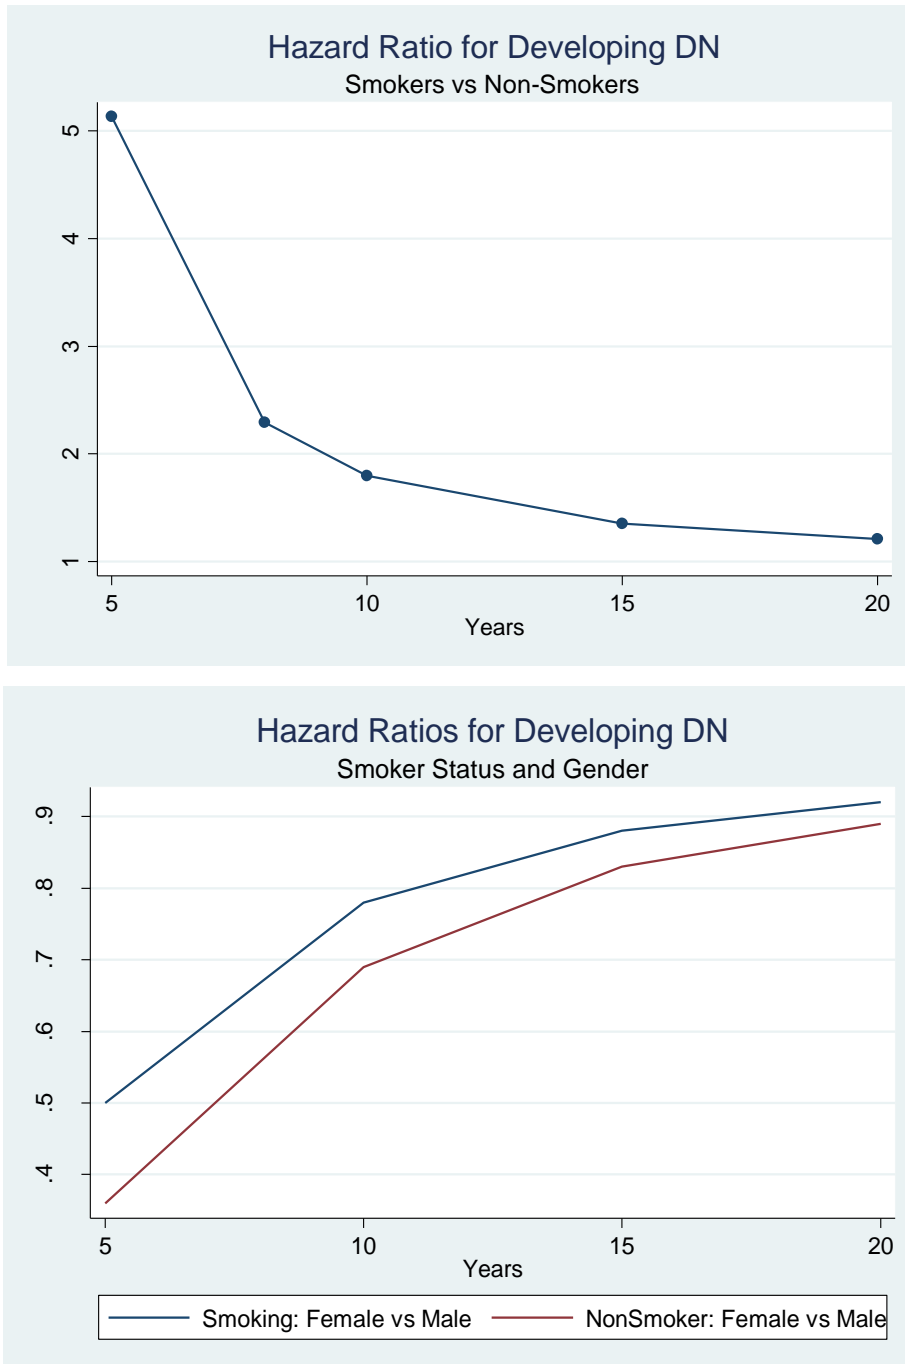 Hazard Ratio for Developing DN
Smokers vs Non-Smokers
5
4
3
2
1
5 10 15 20
Years
Hazard Ratios for Developing DN
Smoker Status and Gender
.9
.8
.7
.6
.5
.4
5 10 15 20
Years
Smoking: Female vs Male NonSmoker: Female vs Male